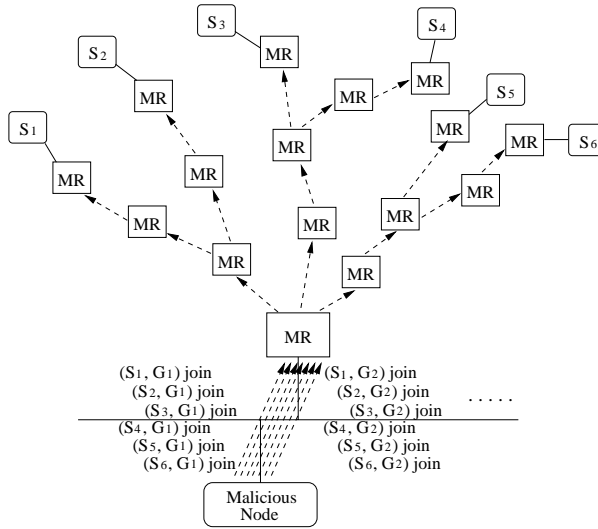 S3
S4
S2
MR
MR
MR
MR
S5
S1
MR
MR
MR
S6
MR
MR
MR
MR
MR
MR
MR
MR
MR
(S1, G1) join
(S1, G2) join
(S2, G1) join
(S2, G2) join
(S3, G1) join
(S3, G2) join
.....
(S4, G1) join
(S4, G2) join
(S5, G1) join
(S5, G2) join
(S6, G1) join
(S6, G2) join
Malicious
Node